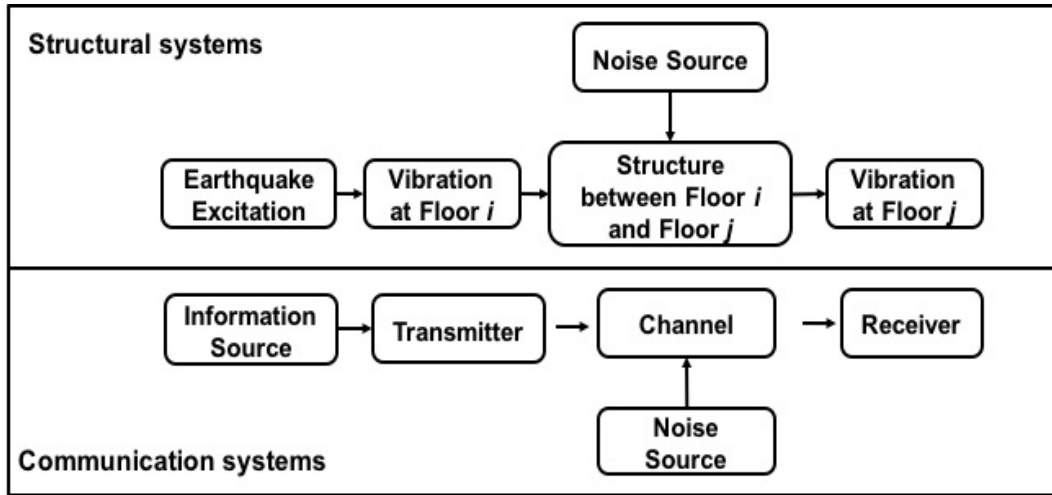 Structural systems
Noise Source
Earthquake
Excitation
Vibration
at Floor i
Structure
between Floor i
and Floor j
Vibration
at Floor j
Information
Source
Transmitter
Channel
Receiver
Noise
Source
Communication systems